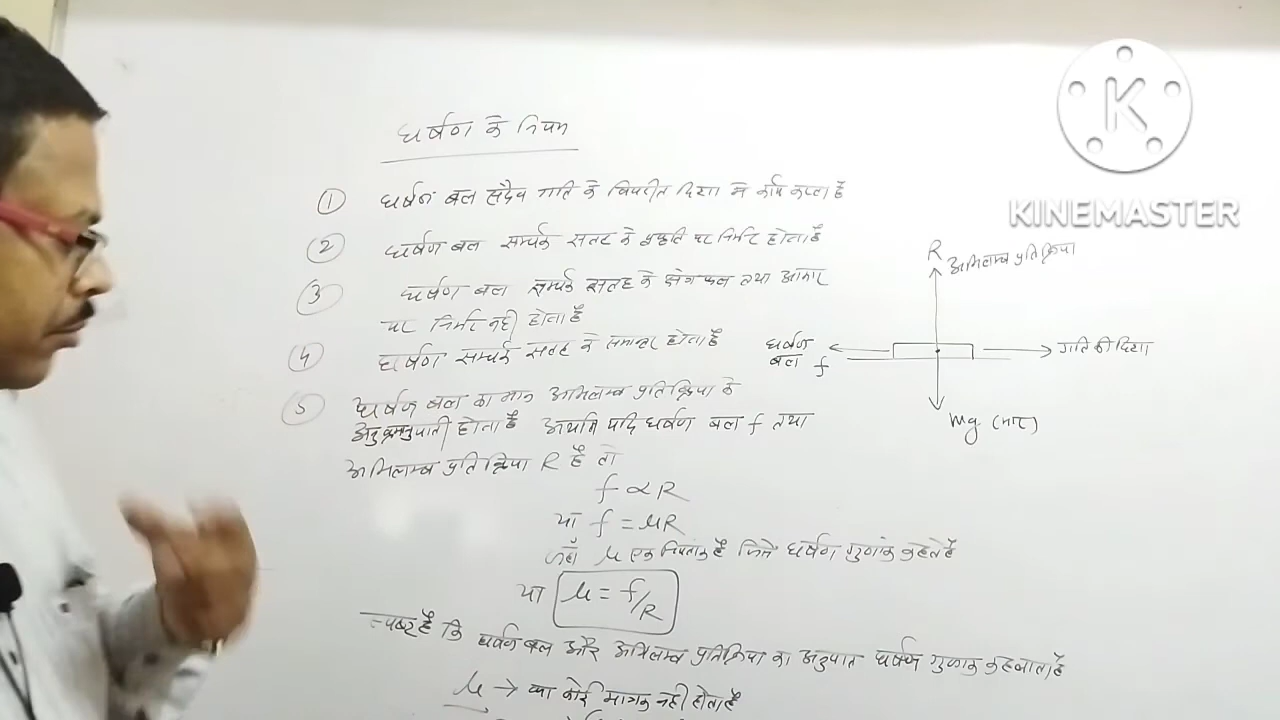 घर्षण के नियम
① घर्षण बल सदैव गति के विपरीत दिशा मे कार्य करता है
② घर्षण बल सम्पर्क सतह के प्रकृति पर निर्भर होता है
③ घर्षण बल सम्पर्क सतह के क्षेत्रफल तथा आकार
पर निर्भर नही होता है
④ घर्षण सम्पर्क सतह के समान्तर होता है
⑤ घर्षण बल का मान अभिलम्ब प्रतिक्रिया के
होता है अर्थात यदि घर्षण बल f तथा
अभिलम्ब प्रतिक्रिया R है तो
f ∝ R
या f = μR
जहाँ μ एक नियतांक है जिसे घर्षण गुणांक कहते है
या μ = f/R
स्पष्ट है कि घर्षण बल और अभिलम्ब प्रतिक्रिया का अनुपात घर्षण गुणांक कहलाता है
μ → का कोई मात्रक नही होता है
R अभिलम्ब प्रतिक्रिया
घर्षण बल f
गति की दिशा
mg (भार)
K
KINEMASTER